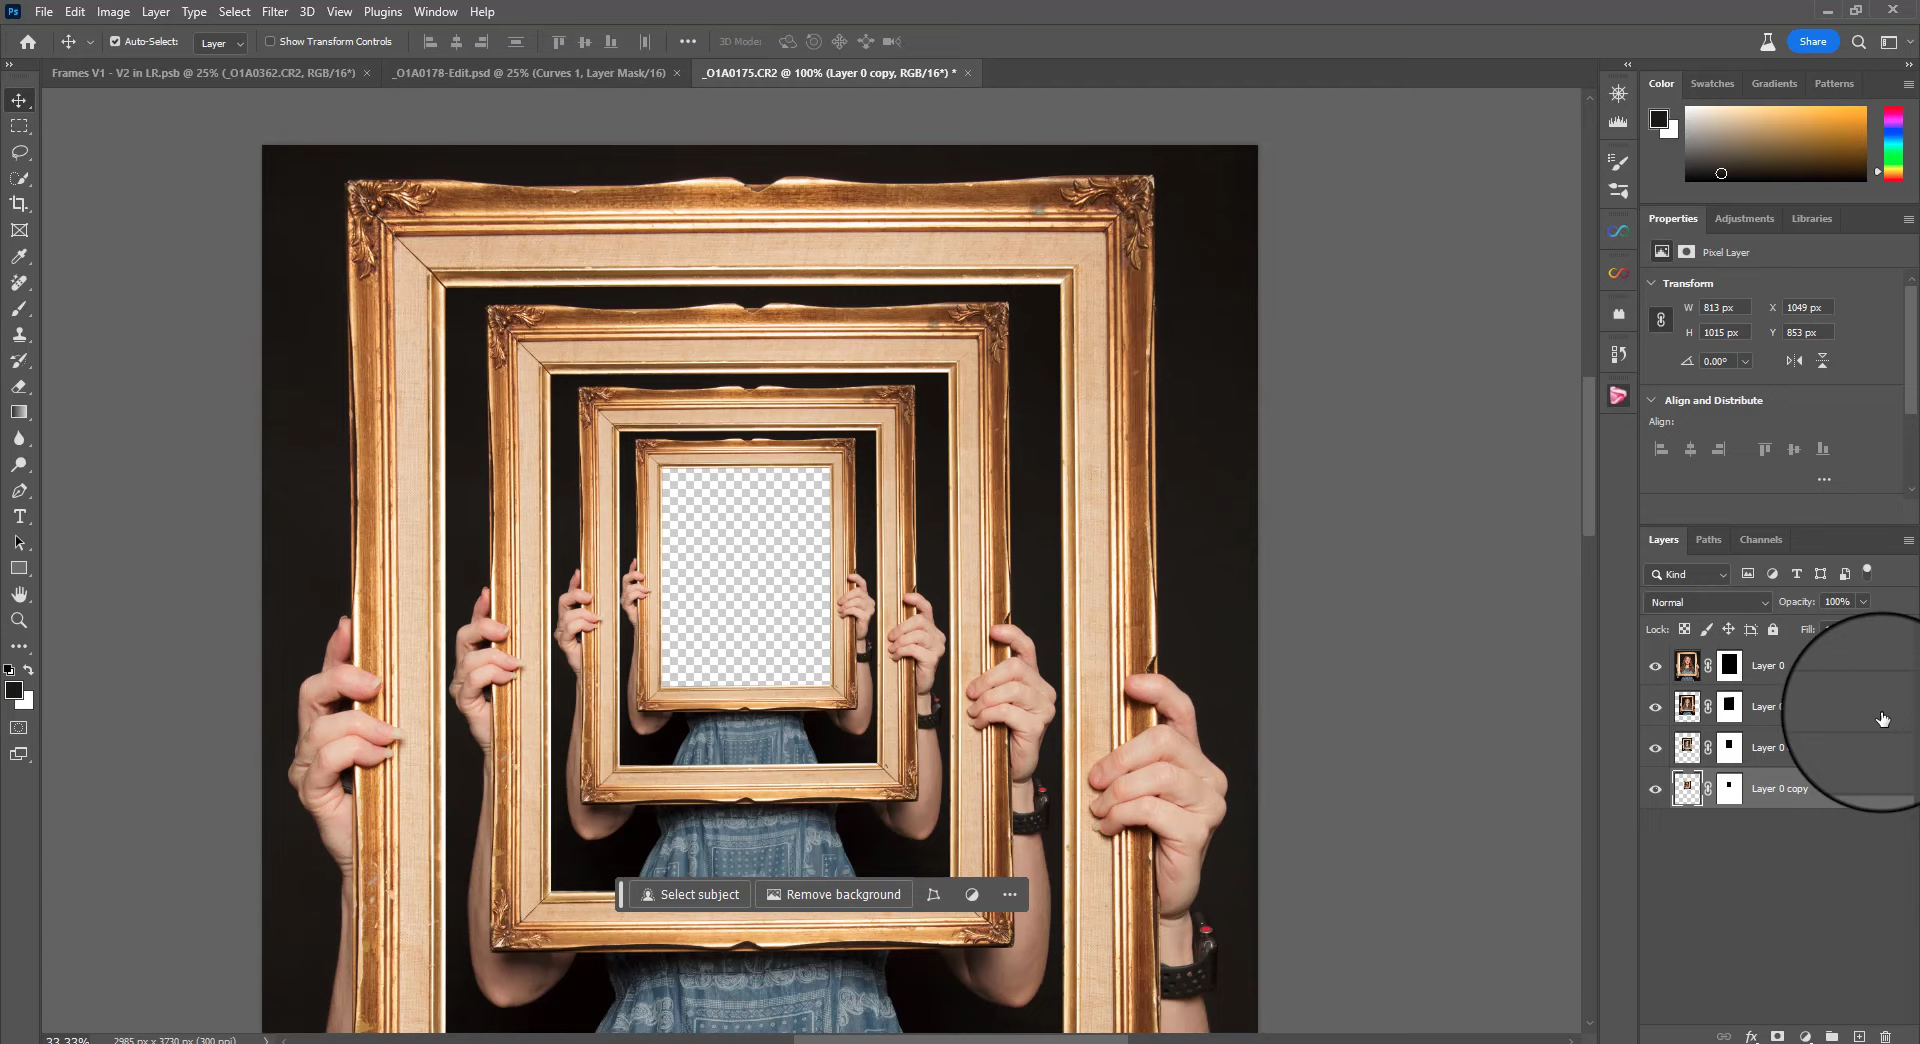 Ps File Edit Image Layer Type Select Filter 3D View Plugins Window Help
Auto-Select: Layer Show Transform Controls 3D Mode: Share
Frames V1 - V2 in LR.psb @ 25% (_O1A0362.CR2, RGB/16*) × _O1A0178-Edit.psd @ 25% (Curves 1, Layer Mask/16) × _O1A0175.CR2 @ 100% (Layer 0 copy, RGB/16*) * ×
Color Swatches Gradients Patterns
Properties Adjustments Libraries
Pixel Layer
Transform
W 813 px X 1049 px
H 1015 px Y 853 px
0.00°
Align and Distribute
Align:
Layers Paths Channels
Kind
Normal Opacity: 100%
Lock: Fill:
Layer 0
Layer
Layer 0
Layer 0 copy
Select subject Remove background
33.33% 2985 px x 3730 px (300 ppi)